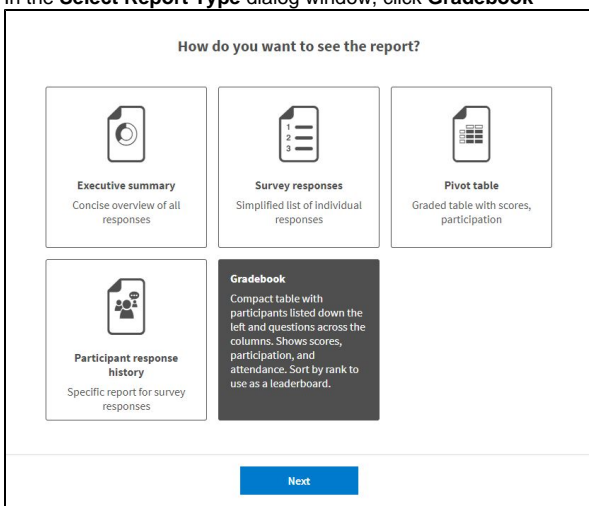 In the Select Report Type dialog window, click Gradebook
How do you want to see the report?
1
2
3
Executive summary
Concise overview of all
responses
Survey responses
Simplified list of individual
responses
Pivot table
Graded table with scores,
participation
Participant response
history
Specific report for survey
responses
Gradebook
Compact table with
participants listed down the
left and questions across the
columns. Shows scores,
participation, and
attendance. Sort by rank to
use as a leaderboard.
Next